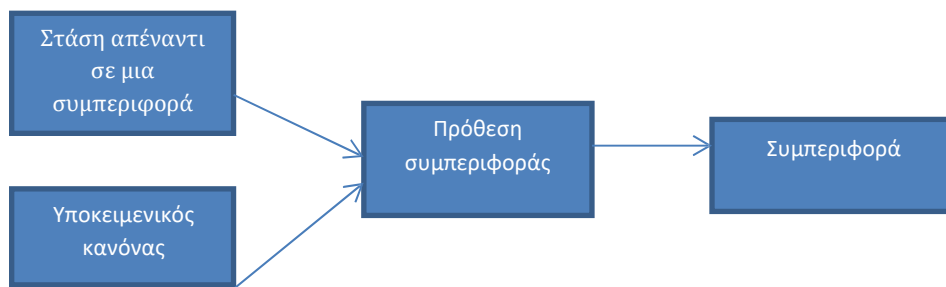 Στάση απέναντι
σε μια
συμπεριφορά
Υποκειμενικός
κανόνας
Πρόθεση
συμπεριφοράς
Συμπεριφορά